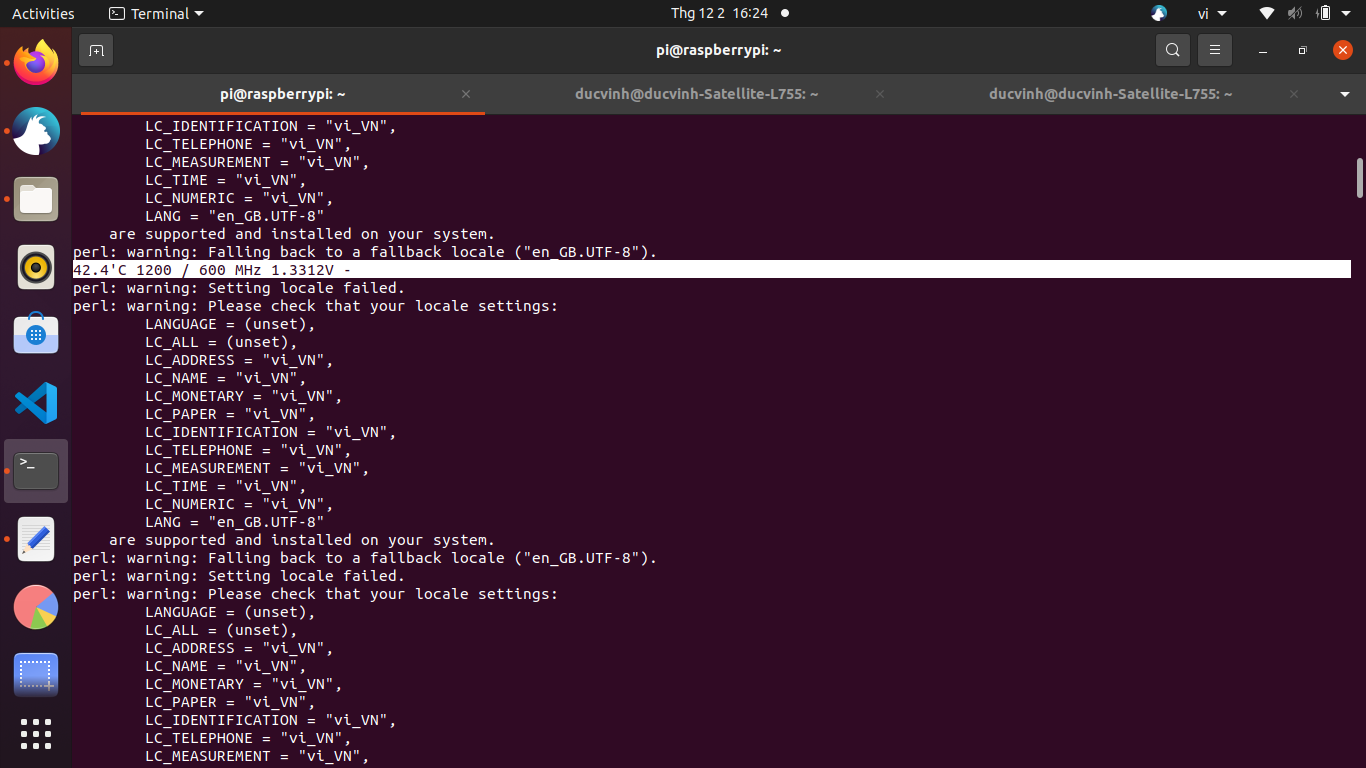 Activities
Terminal
Thg 12 2 16:24
vi
pi@raspberrypi: ~
pi@raspberrypi: ~
ducvinh@ducvinh-Satellite-L755: ~
ducvinh@ducvinh-Satellite-L755: ~
LC_IDENTIFICATION = "vi_VN",
LC_TELEPHONE = "vi_VN",
LC_MEASUREMENT = "vi_VN",
LC_TIME = "vi_VN",
LC_NUMERIC = "vi_VN",
LANG = "en_GB.UTF-8"
are supported and installed on your system.
perl: warning: Falling back to a fallback locale ("en_GB.UTF-8").
42.4'C 1200 / 600 MHz 1.3312V -
perl: warning: Setting locale failed.
perl: warning: Please check that your locale settings:
LANGUAGE = (unset),
LC_ALL = (unset),
LC_ADDRESS = "vi_VN",
LC_NAME = "vi_VN",
LC_MONETARY = "vi_VN",
LC_PAPER = "vi_VN",
LC_IDENTIFICATION = "vi_VN",
LC_TELEPHONE = "vi_VN",
LC_MEASUREMENT = "vi_VN",
LC_TIME = "vi_VN",
LC_NUMERIC = "vi_VN",
LANG = "en_GB.UTF-8"
are supported and installed on your system.
perl: warning: Falling back to a fallback locale ("en_GB.UTF-8").
perl: warning: Setting locale failed.
perl: warning: Please check that your locale settings:
LANGUAGE = (unset),
LC_ALL = (unset),
LC_ADDRESS = "vi_VN",
LC_NAME = "vi_VN",
LC_MONETARY = "vi_VN",
LC_PAPER = "vi_VN",
LC_IDENTIFICATION = "vi_VN",
LC_TELEPHONE = "vi_VN",
LC_MEASUREMENT = "vi_VN",